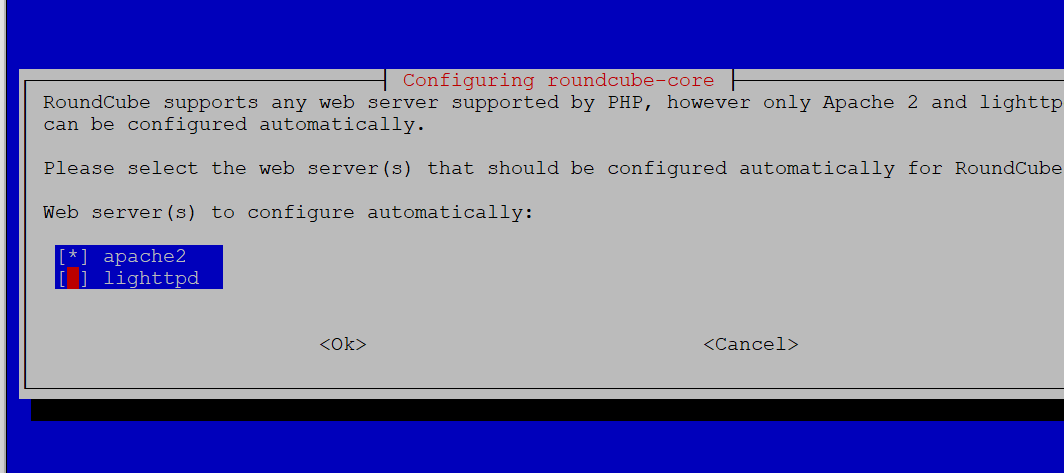 Configuring roundcube-core
RoundCube supports any web server supported by PHP, however only Apache 2 and lighttp
can be configured automatically.
Please select the web server(s) that should be configured automatically for RoundCube
Web server(s) to configure automatically:
[*] apache2
[ ] lighttpd
<Ok> <Cancel>